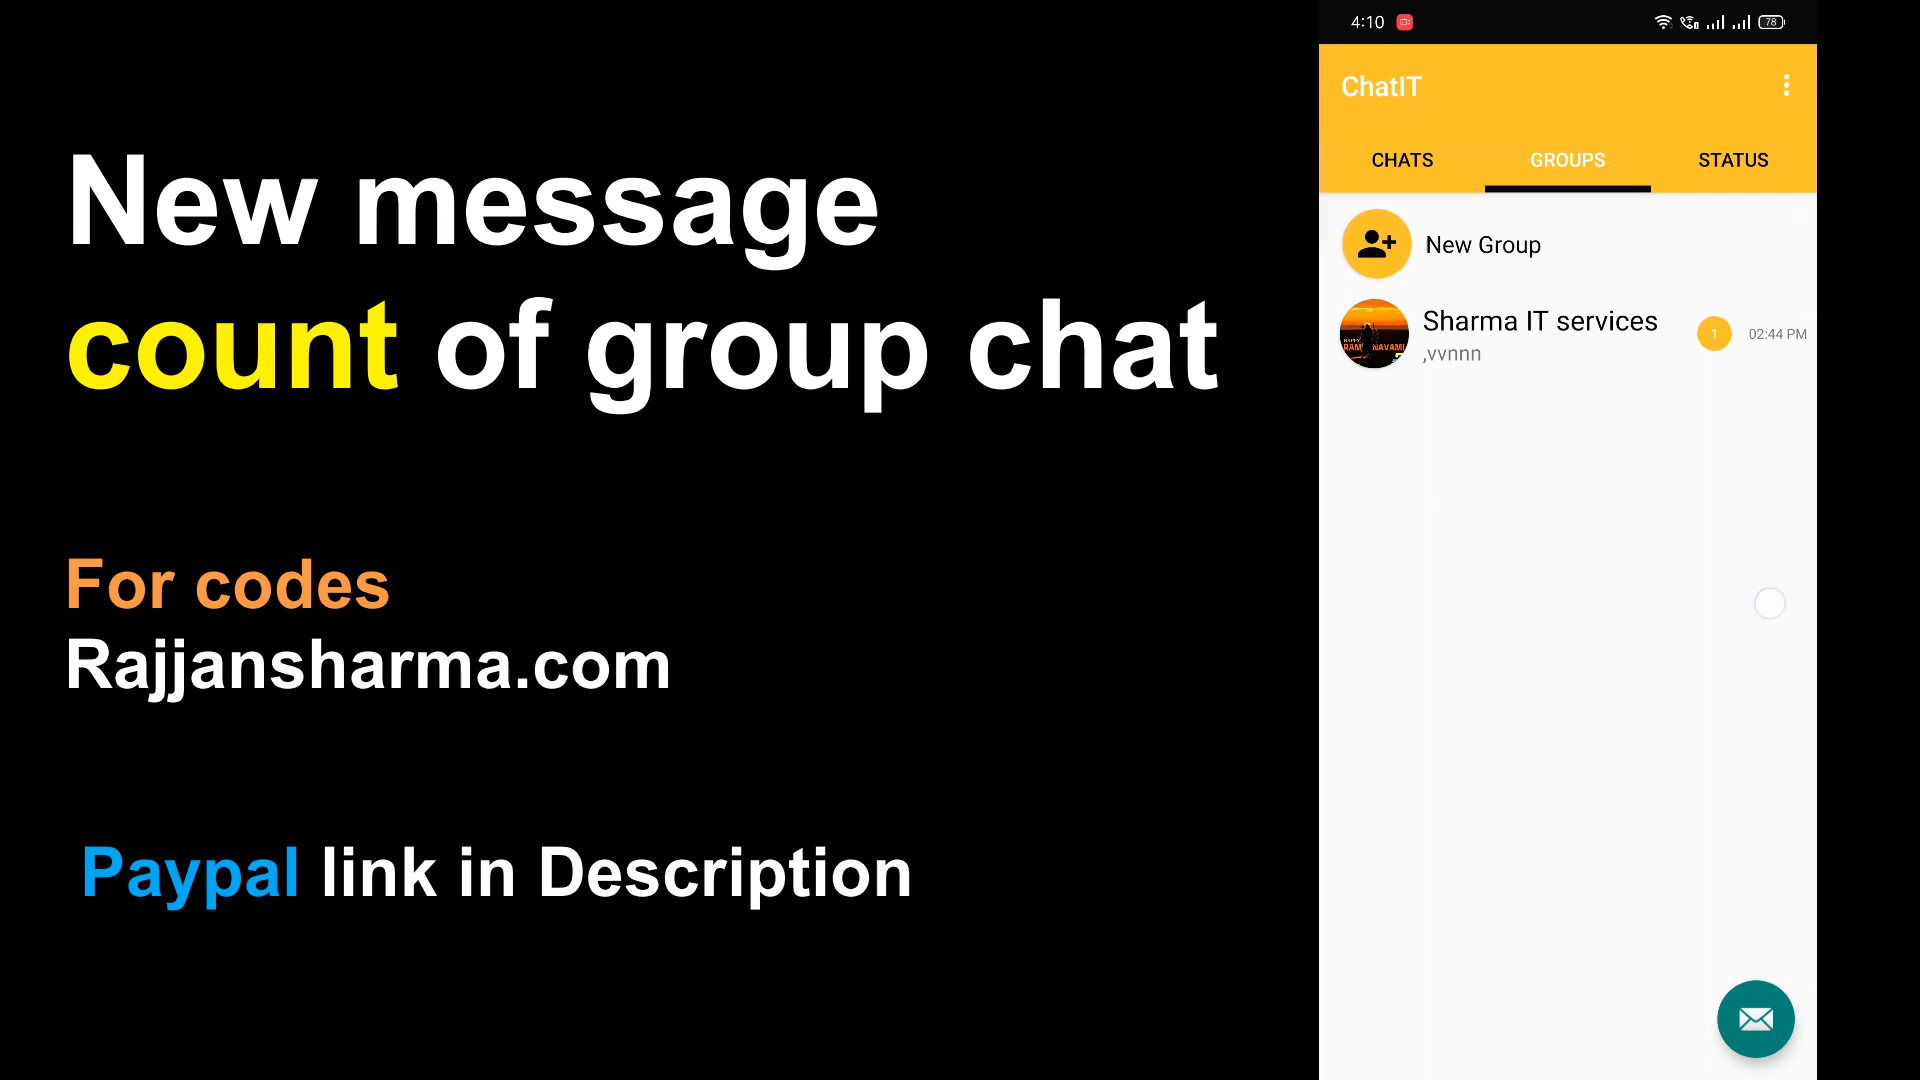 New message
count of group chat
For codes
Rajjansharma.com
Paypal link in Description
4:10
78
ChatIT
CHATS GROUPS STATUS
New Group
Sharma IT services
,vvnnn
1
02:44 PM